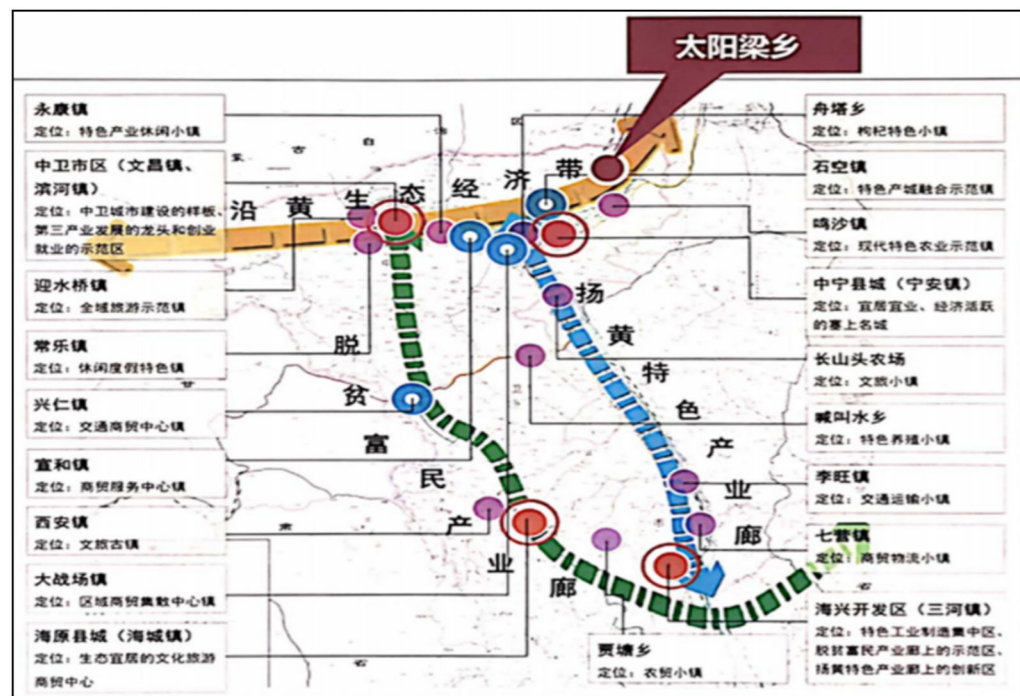 太阳梁乡
永康镇
定位：特色产业休闲小镇
中卫市区（文昌镇、
滨河镇）
定位：中卫城市建设的样板、
第三产业发展的龙头和创业
就业的示范区
迎水桥镇
定位：全域旅游示范镇
常乐镇
定位：休闲度假特色镇
兴仁镇
定位：交通商贸中心镇
宣和镇
定位：商贸服务中心镇
西安镇
定位：文旅古镇
大战场镇
定位：区域商贸集散中心镇
海原县城（海城镇）
定位：生态宜居的文化旅游
商贸中心
沿黄生态经济带
脱贫富民产业廊
扬黄特色产业廊
舟塔乡
定位：枸杞特色小镇
石空镇
定位：特色产城融合示范镇
鸣沙镇
定位：现代特色农业示范镇
中宁县城（宁安镇）
定位：宜居宜业、经济活跃
的塞上名城
长山头农场
定位：文旅小镇
喊叫水乡
定位：特色养殖小镇
李旺镇
定位：交通运输小镇
七营镇
定位：商贸物流小镇
海兴开发区（三河镇）
定位：特色工业制造集中区、
脱贫富民产业廊上的示范区、
扬黄特色产业廊上的创新区
贾塘乡
定位：农贸小镇